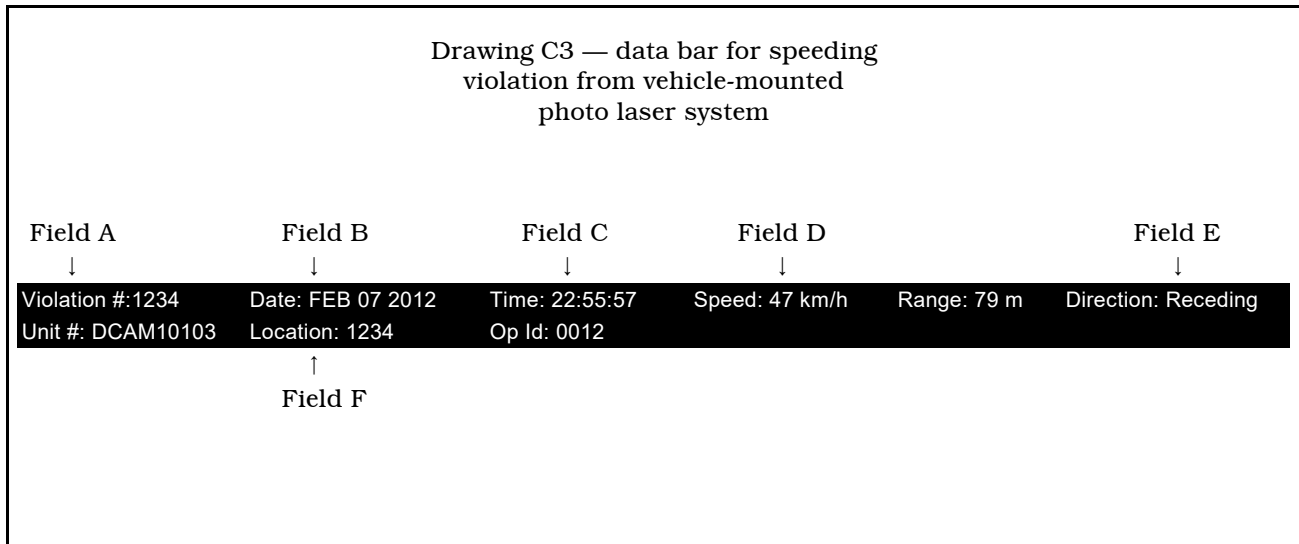 Drawing C3 — data bar for speeding
violation from vehicle-mounted
photo laser system
Field A Field B Field C Field D Field E
↓ ↓ ↓ ↓ ↓
Violation #:1234 Date: FEB 07 2012 Time: 22:55:57 Speed: 47 km/h Range: 79 m Direction: Receding
Unit #: DCAM10103 Location: 1234 Op Id: 0012
↑
Field F